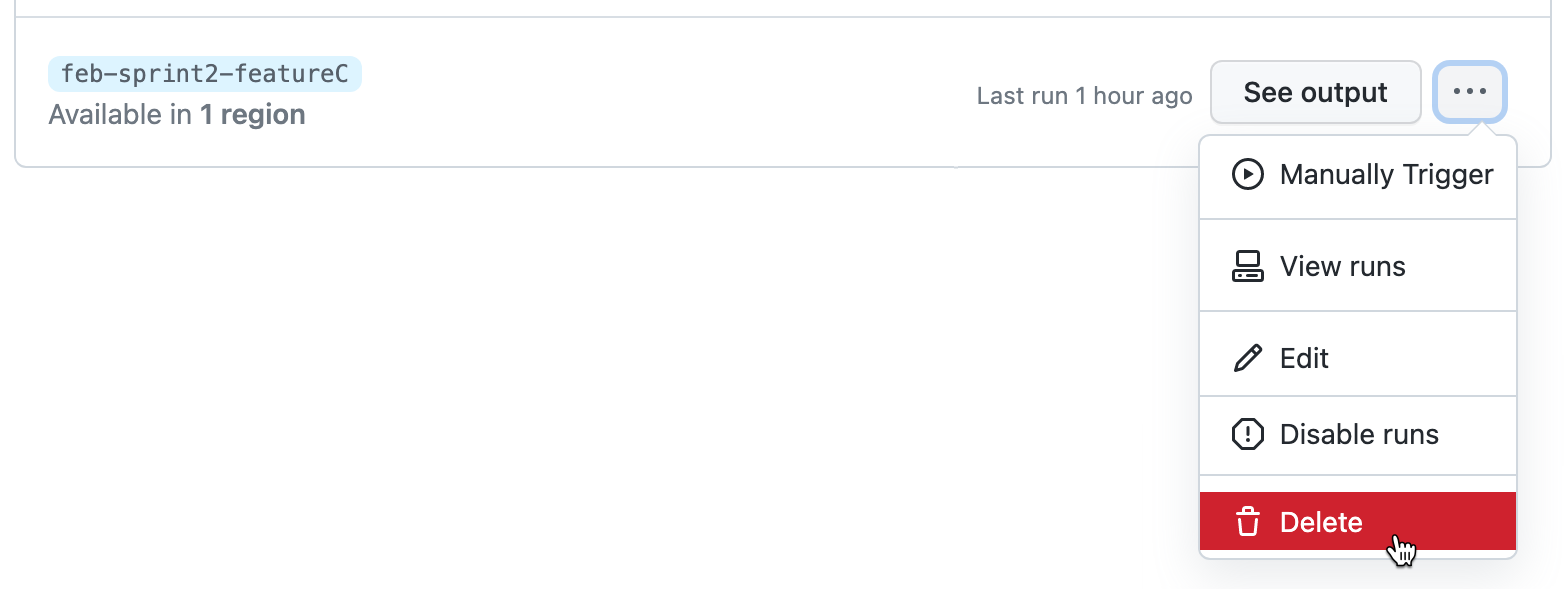 feb-sprint2-featureC
Available in 1 region
Last run 1 hour ago
See output
Manually Trigger
View runs
Edit
Disable runs
Delete